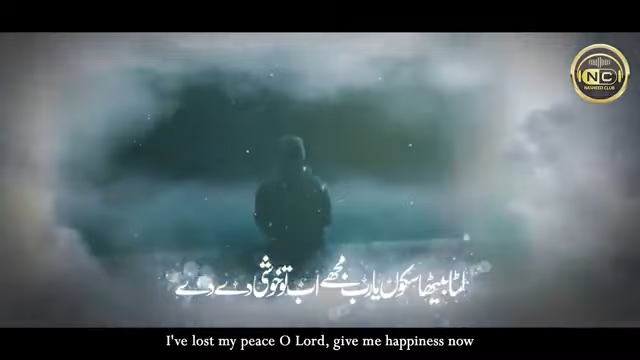 NC
NASHEED CLUB
لٹا بیٹھا سکوں یارب مجھے اب تو خوشی دے دے
I've lost my peace O Lord, give me happiness now